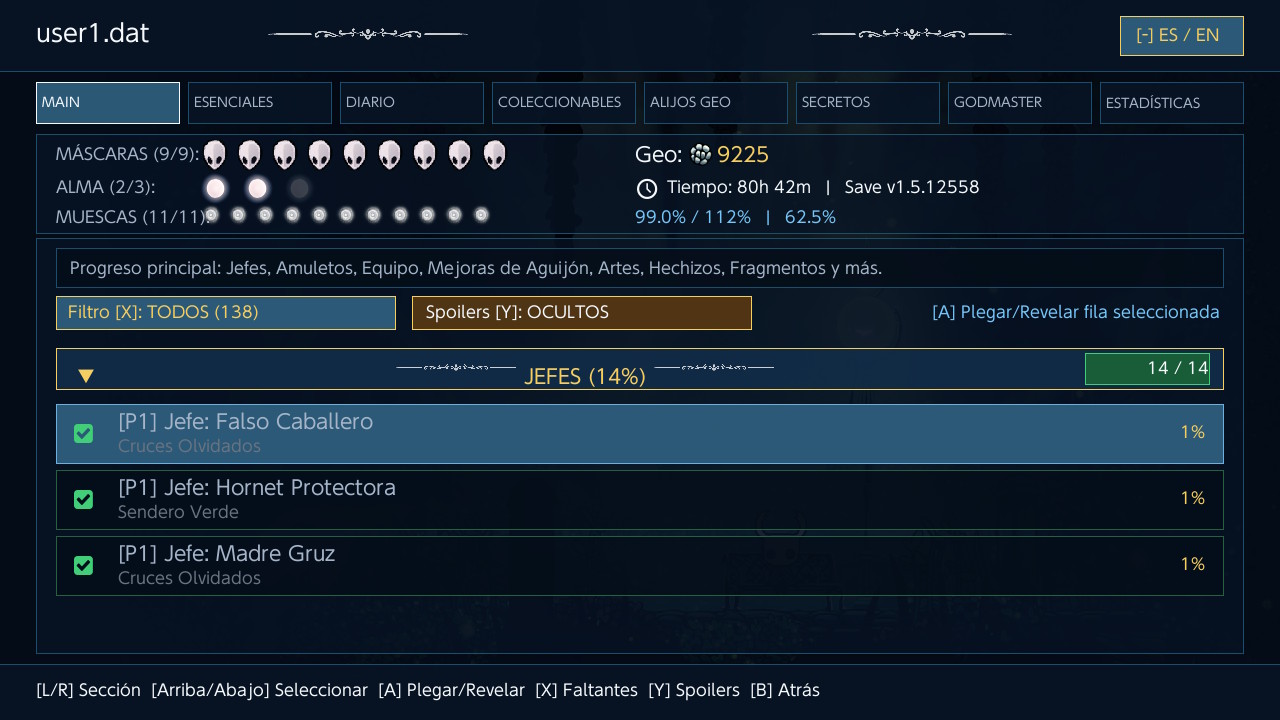 user1.dat
[-] ES / EN
MAIN
ESENCIALES
DIARIO
COLECCIONABLES
ALIJOS GEO
SECRETOS
GODMASTER
ESTADÍSTICAS
MÁSCARAS (9/9):
Geo: 9225
ALMA (2/3):
Tiempo: 80h 42m | Save v1.5.12558
MUESCAS (11/11):
99.0% / 112% | 62.5%
Progreso principal: Jefes, Amuletos, Equipo, Mejoras de Aguijón, Artes, Hechizos, Fragmentos y más.
Filtro [X]: TODOS (138)
Spoilers [Y]: OCULTOS
[A] Plegar/Revelar fila seleccionada
JEFES (14%)
14 / 14
[P1] Jefe: Falso Caballero
Cruces Olvidados
1%
[P1] Jefe: Hornet Protectora
Sendero Verde
1%
[P1] Jefe: Madre Gruz
Cruces Olvidados
1%
[L/R] Sección [Arriba/Abajo] Seleccionar [A] Plegar/Revelar [X] Faltantes [Y] Spoilers [B] Atrás